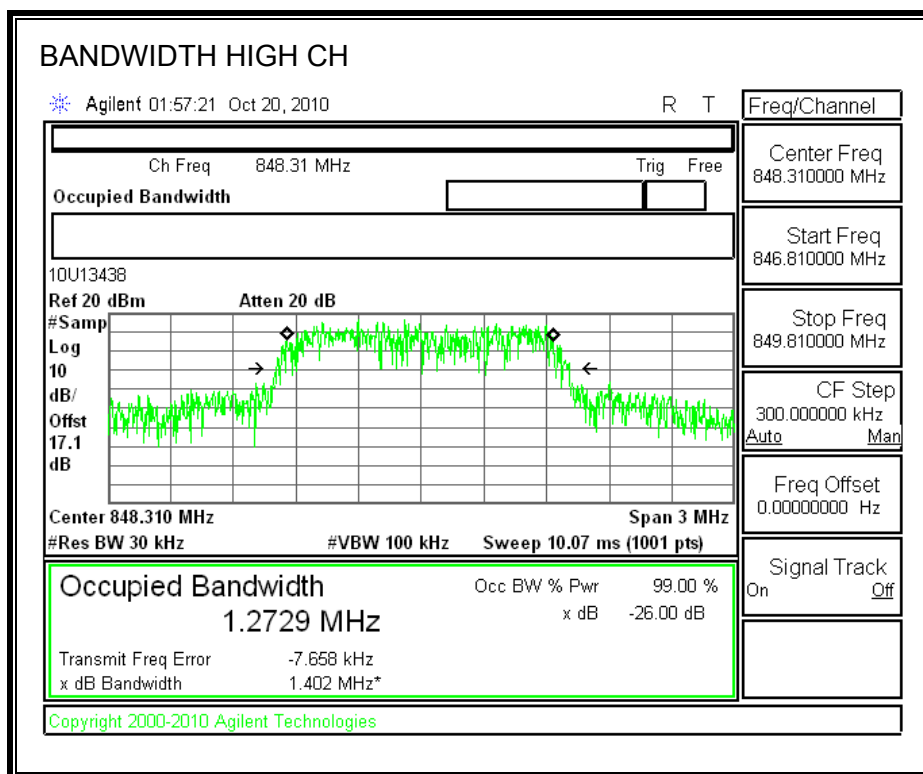 BANDWIDTH HIGH CH
Agilent 01:57:21 Oct 20, 2010 R T
Freq/Channel
Ch Freq 848.31 MHz Trig Free
Occupied Bandwidth
Center Freq
848.310000 MHz
Start Freq
846.810000 MHz
Stop Freq
849.810000 MHz
CF Step
300.000000 kHz
Auto Man
Freq Offset
0.00000000 Hz
Signal Track
On Off
10U13438
Ref 20 dBm Atten 20 dB
#Samp
Log
10
dB/
Offst
17.1
dB
Center 848.310 MHz Span 3 MHz
#Res BW 30 kHz #VBW 100 kHz Sweep 10.07 ms (1001 pts)
Occupied Bandwidth Occ BW % Pwr 99.00 %
1.2729 MHz x dB -26.00 dB
Transmit Freq Error -7.658 kHz
x dB Bandwidth 1.402 MHz*
Copyright 2000-2010 Agilent Technologies